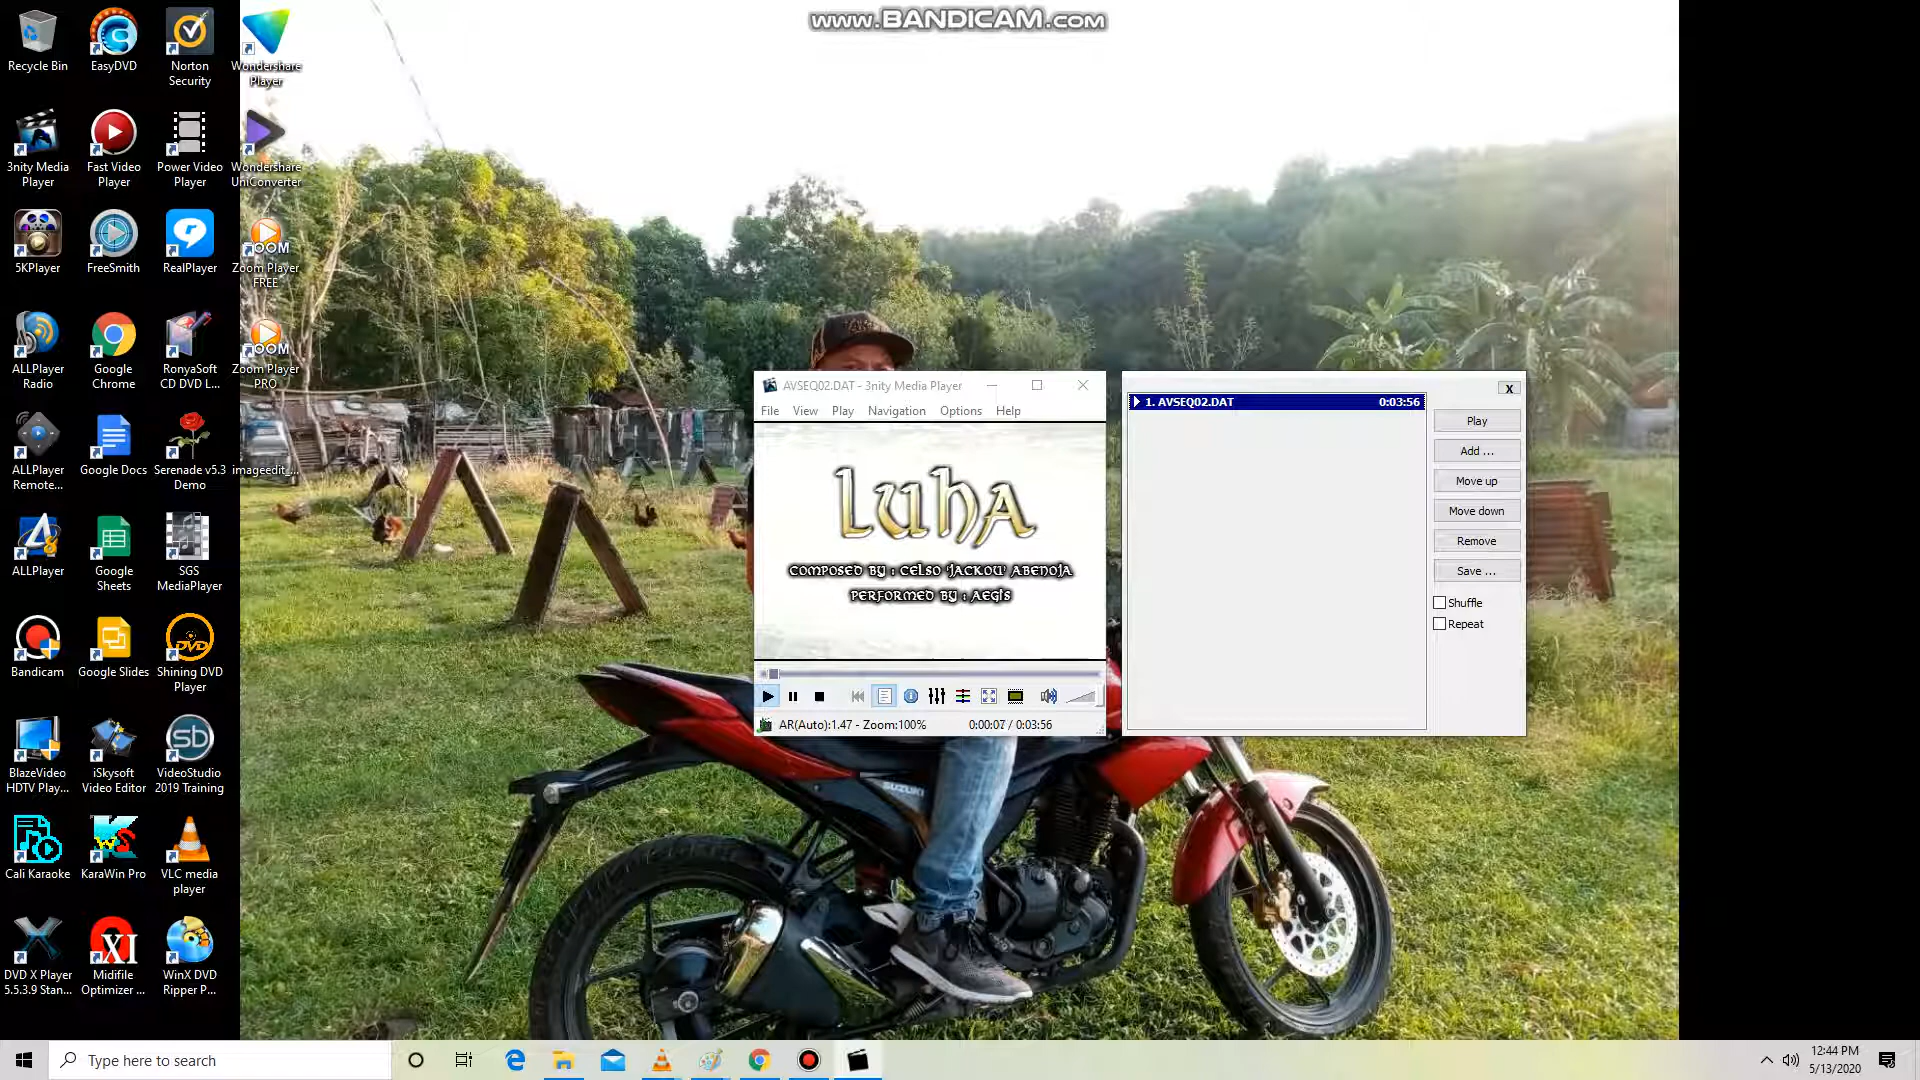 www.BANDICAM.com
Recycle Bin
EasyDVD
Norton
Security
Wondershare
Player
3nity Media
Player
Fast Video
Player
Power Video
Player
Wondershare
UniConverter
5KPlayer
FreeSmith
RealPlayer
ZOOM
Zoom Player
FREE
ALLPlayer
Radio
Google
Chrome
RonyaSoft
CD DVD L...
ZOOM
Zoom Player
PRO
ALLPlayer
Remote...
Google Docs
Serenade v5.3
Demo
imageedit_...
ALLPlayer
Google
Sheets
SGS
MediaPlayer
Bandicam
Google Slides
DVD
Shining DVD
Player
BlazeVideo
HDTV Play...
iSkysoft
Video Editor
sb
VideoStudio
2019 Training
Cali Karaoke
KaraWin Pro
VLC media
player
DVD X Player
5.5.3.9 Stan...
XI
Midifile
Optimizer ...
WinX DVD
Ripper P...
AVSEQ02.DAT - 3nity Media Player
File View Play Navigation Options Help
Luha
COMPOSED BY : CELSO 'JACKOU' ABENOJA
PERFORMED BY : AEGIS
AR(Auto):1.47 - Zoom:100% 0:00:07 / 0:03:56
X
1. AVSEQ02.DAT 0:03:56
Play
Add ...
Move up
Move down
Remove
Save ...
Shuffle
Repeat
SUZUKI
Type here to search
12:44 PM
5/13/2020